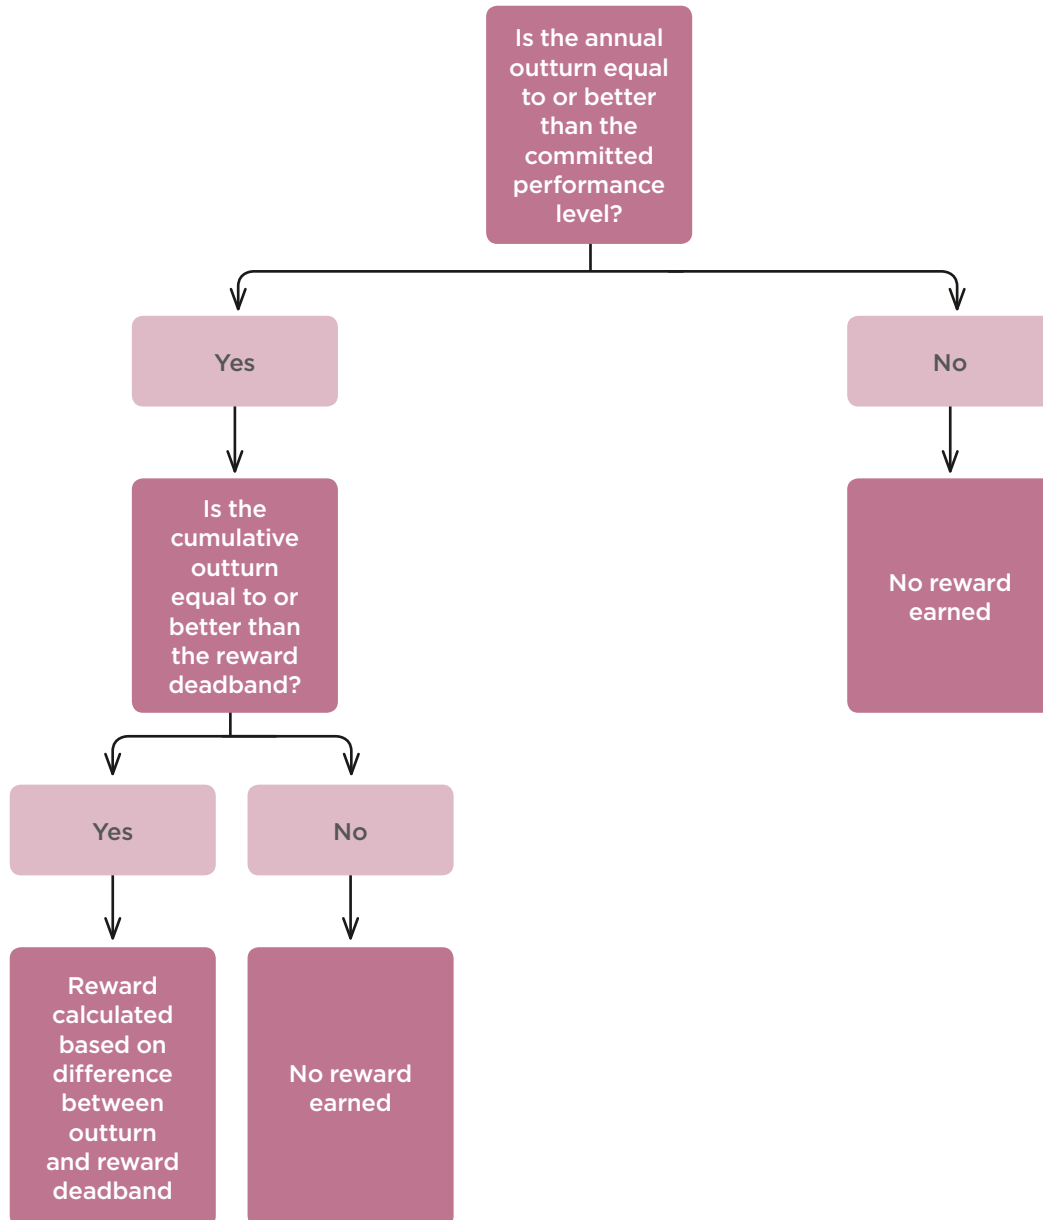 Is the annual
outturn equal
to or better
than the
committed
performance
level?
Yes
No
Is the
cumulative
outturn
equal to or
better than
the reward
deadband?
No reward
earned
Yes
No
Reward
calculated
based on
difference
between
outturn
and reward
deadband
No reward
earned